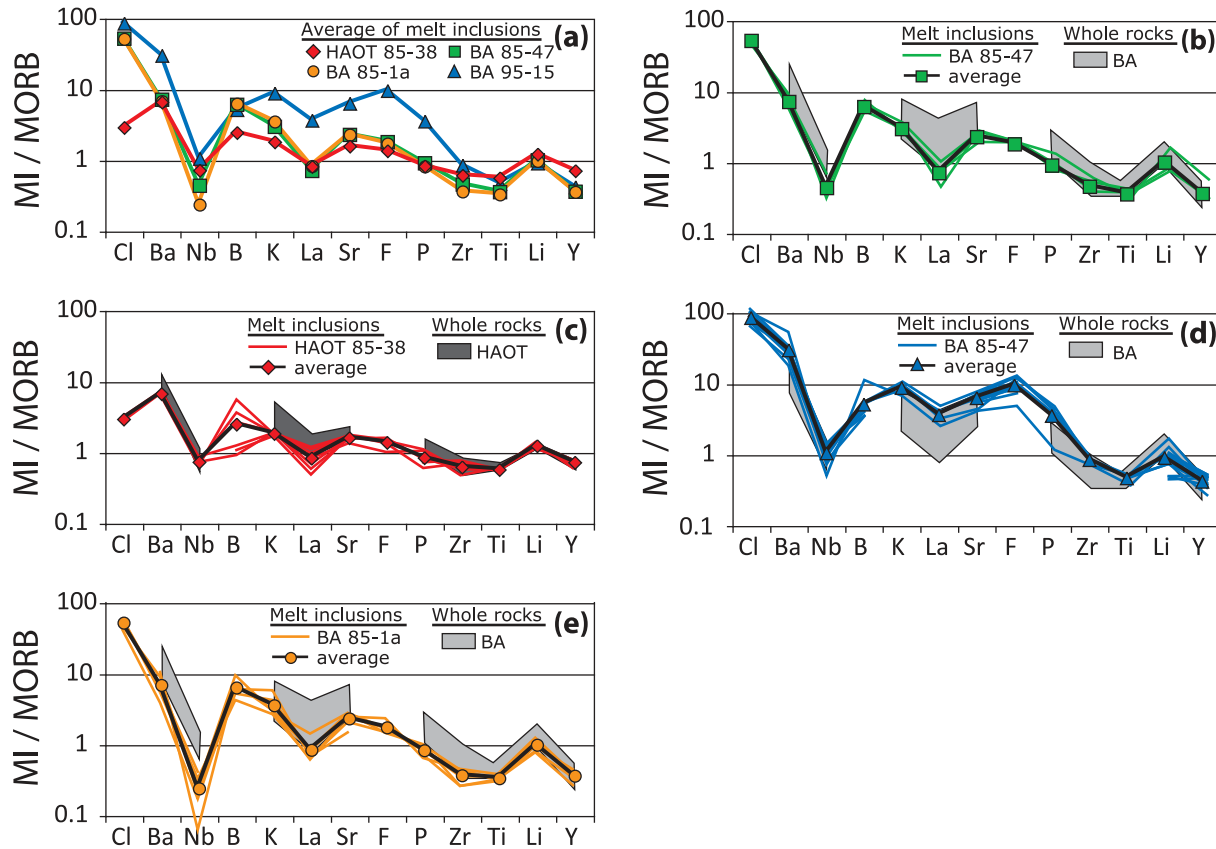 100
10
1
0.1
MI / MORB
Average of melt inclusions
(a)
HAOT 85-38
BA 85-47
BA 85-1a
BA 95-15
Cl Ba Nb B K La Sr F P Zr Ti Li Y
100
10
1
0.1
MI / MORB
Melt inclusions
Whole rocks
(b)
BA 85-47
BA
average
Cl Ba Nb B K La Sr F P Zr Ti Li Y
100
10
1
0.1
MI / MORB
Melt inclusions
Whole rocks
(c)
HAOT 85-38
HAOT
average
Cl Ba Nb B K La Sr F P Zr Ti Li Y
100
10
1
0.1
MI / MORB
Melt inclusions
Whole rocks
(d)
BA 85-47
BA
average
Cl Ba Nb B K La Sr F P Zr Ti Li Y
100
10
1
0.1
MI / MORB
Melt inclusions
Whole rocks
(e)
BA 85-1a
BA
average
Cl Ba Nb B K La Sr F P Zr Ti Li Y